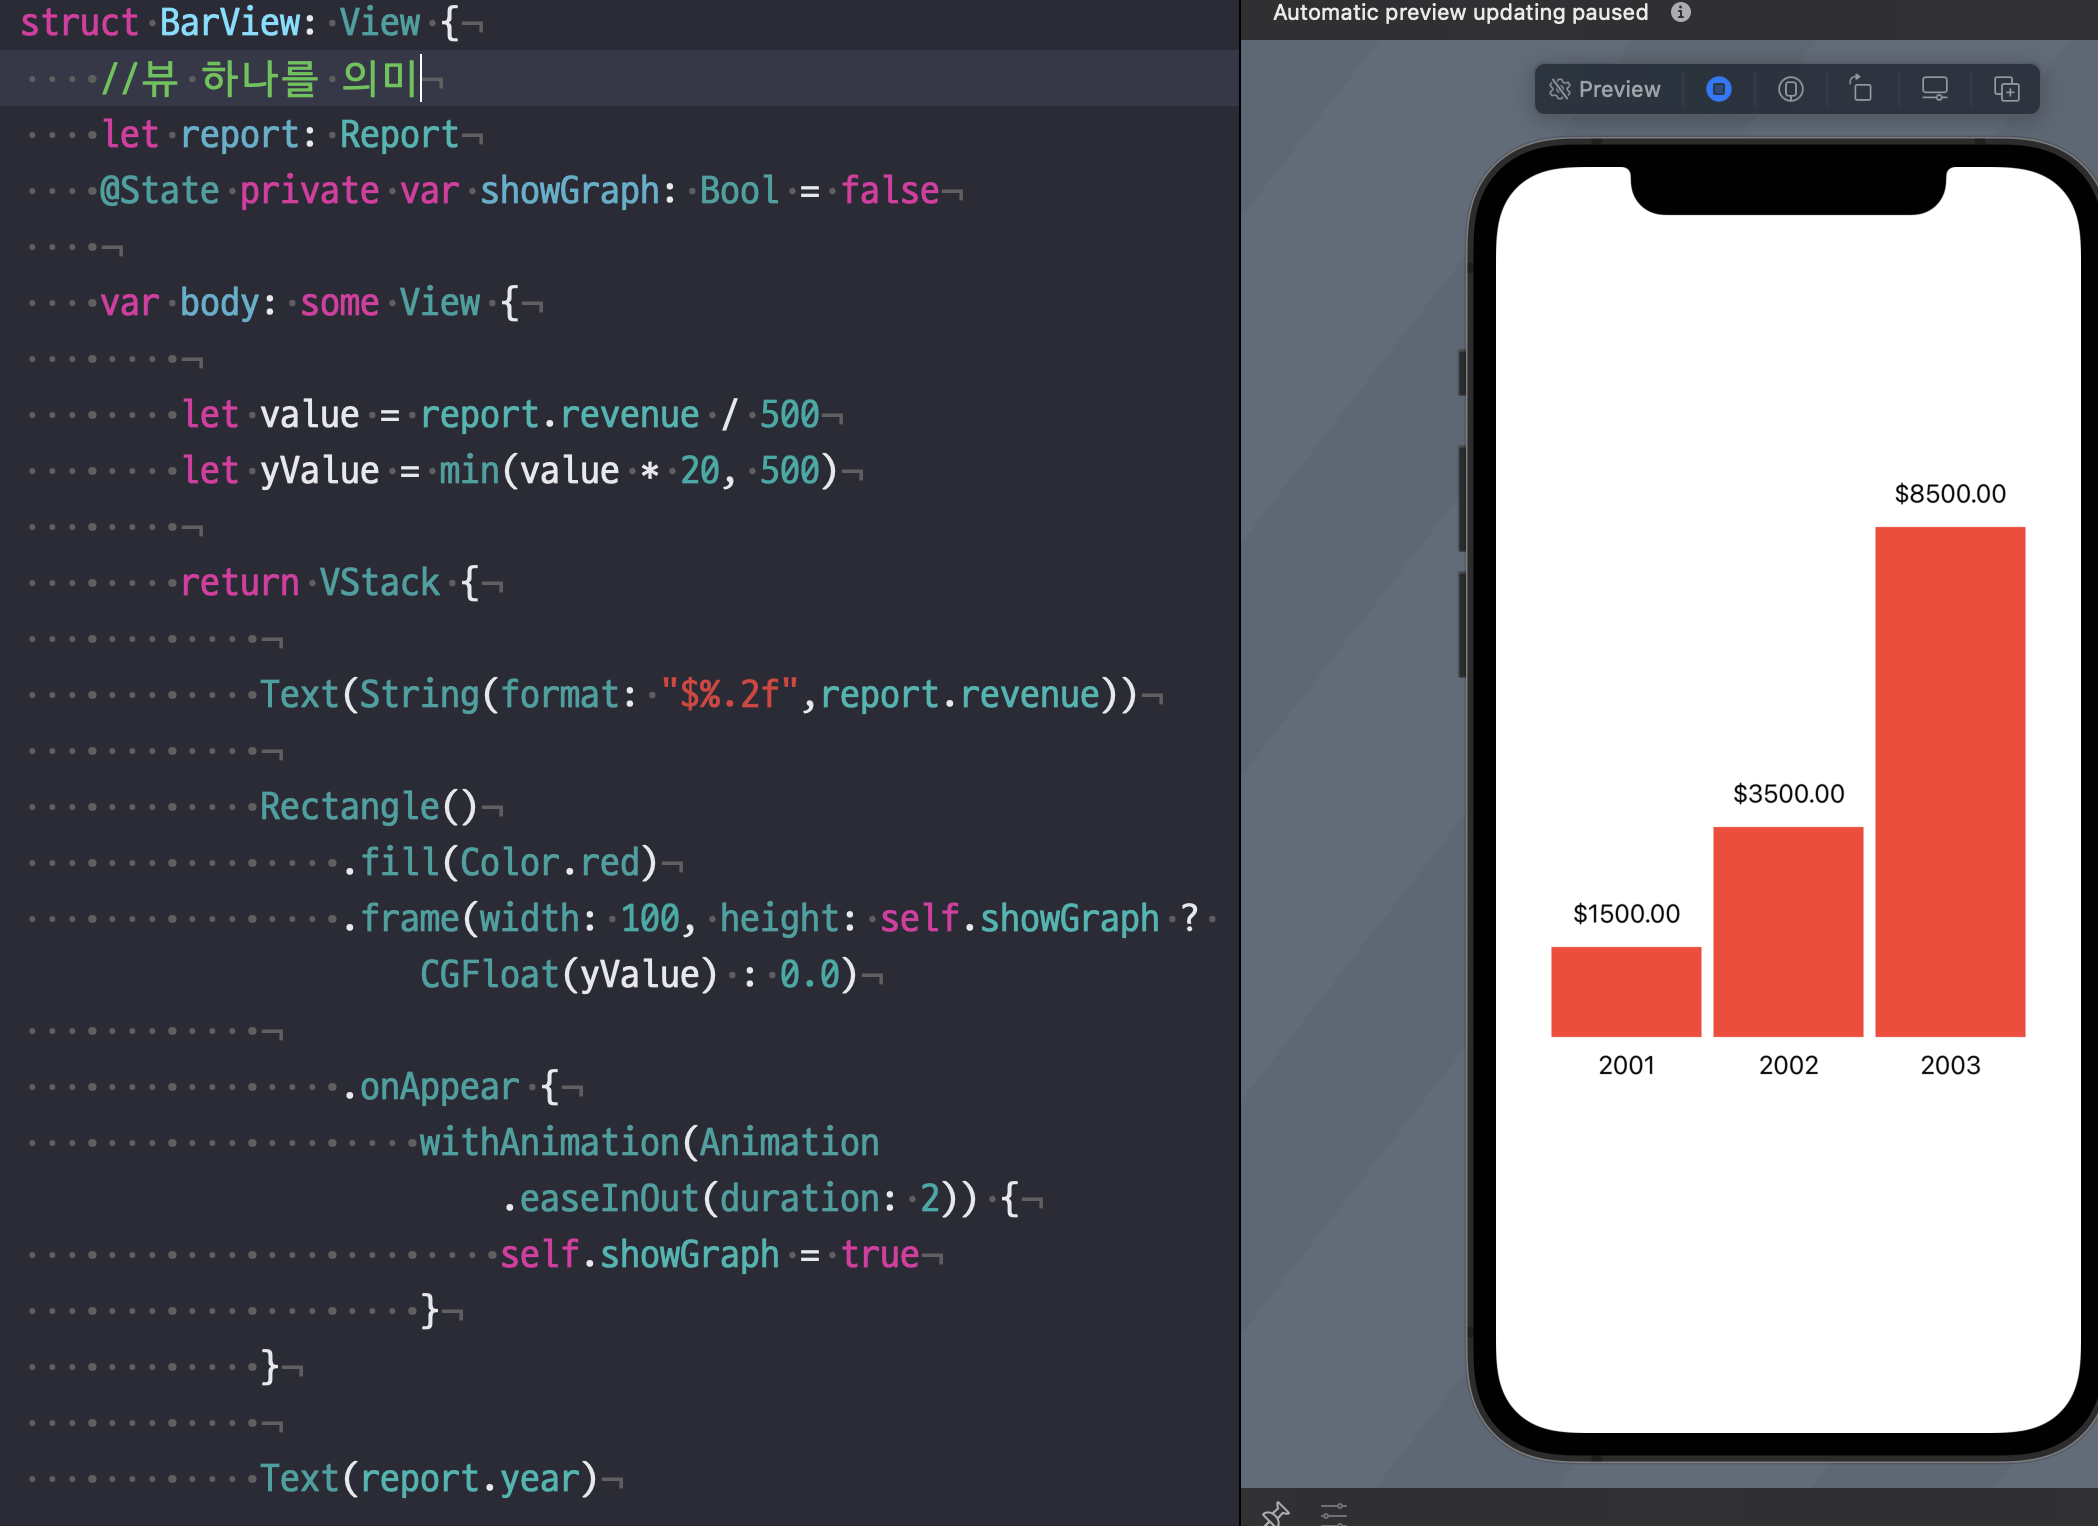 struct BarView: View {
//뷰 하나를 의미
let report: Report
@State private var showGraph: Bool = false
var body: some View {
let value = report.revenue / 500
let yValue = min(value * 20, 500)
return VStack {
Text(String(format: "$%.2f",report.revenue))
Rectangle()
.fill(Color.red)
.frame(width: 100, height: self.showGraph ?
CGFloat(yValue) : 0.0)
.onAppear {
withAnimation(Animation
.easeInOut(duration: 2)) {
self.showGraph = true
}
}
Text(report.year)
Automatic preview updating paused
Preview
$8500.00
$3500.00
$1500.00
2001 2002 2003